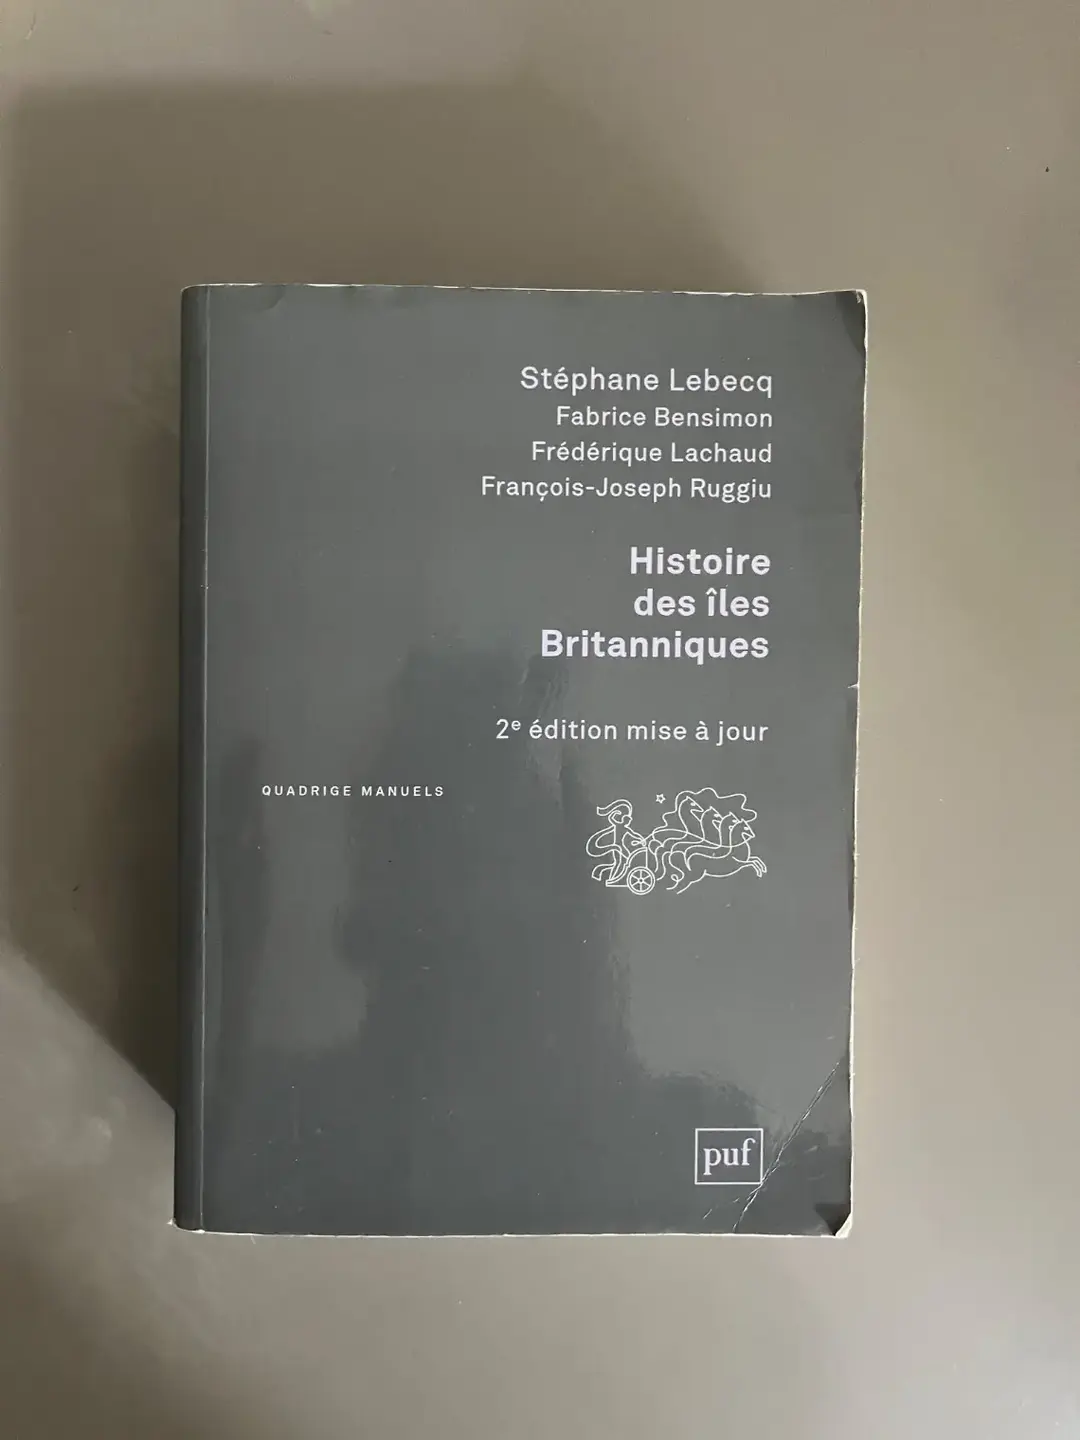 Stéphane Lebecq
Fabrice Bensimon
Frédérique Lachaud
François-Joseph Ruggiu
Histoire
des îles
Britanniques
2e édition mise à jour
QUADRIGE MANUELS
puf